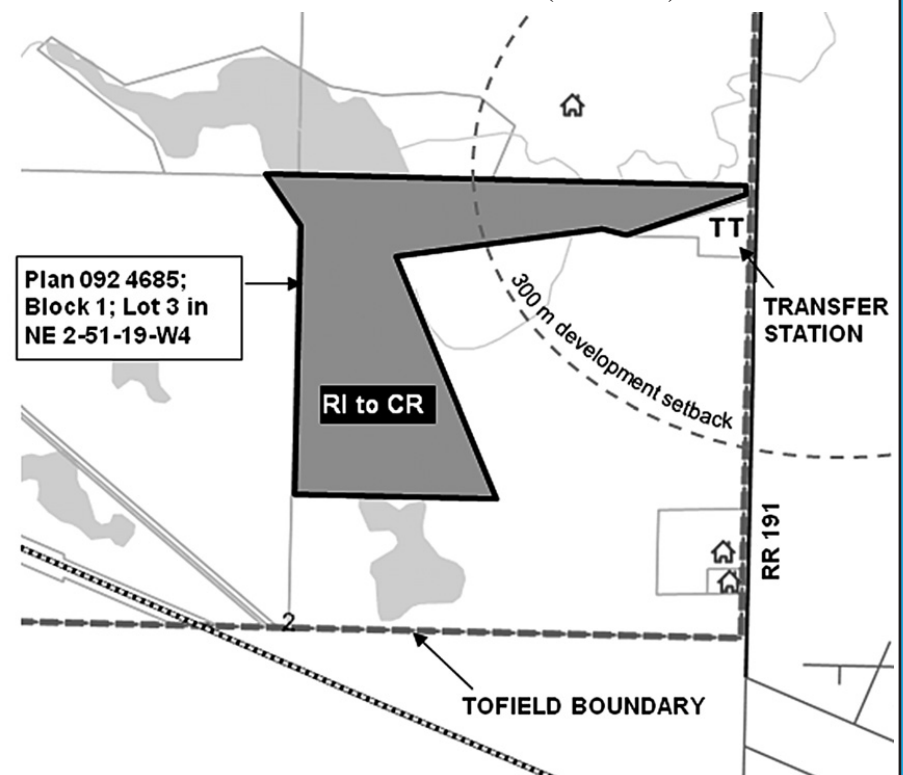 TT
Plan 092 4685;
Block 1; Lot 3 in
NE 2-51-19-W4
TRANSFER
STATION
300 m development setback
RI to CR
RR 191
2
TOFIELD BOUNDARY